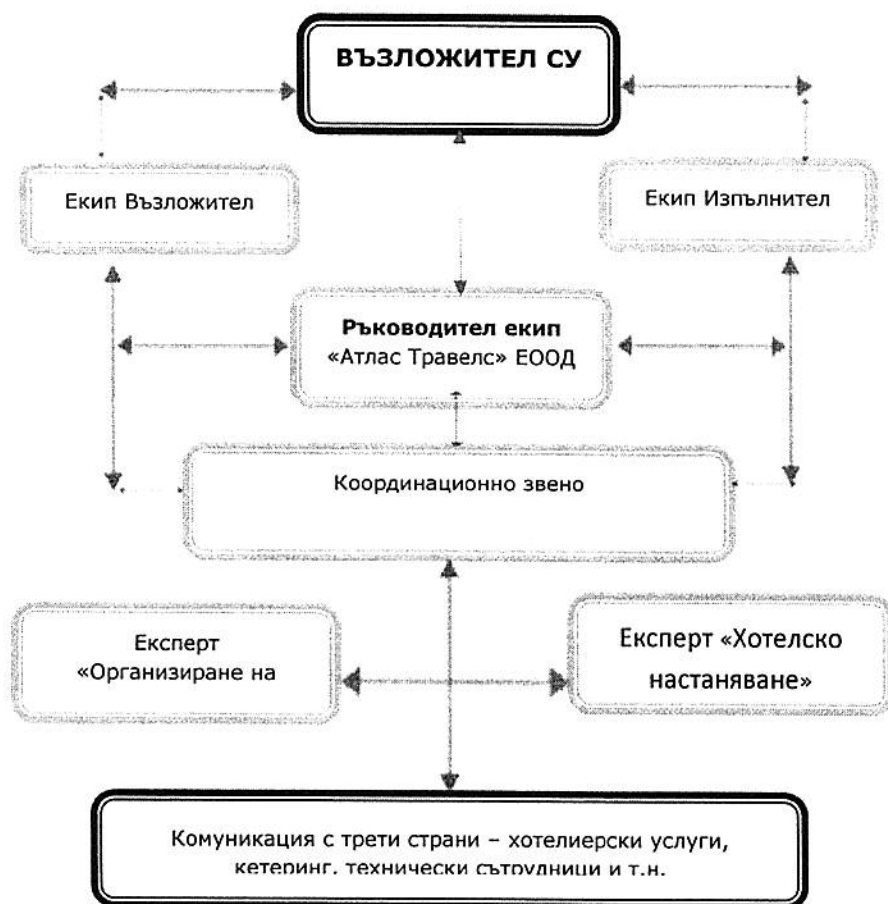 ВЪЗЛОЖИТЕЛ СУ
Екип Възложител
Екип Изпълнител
Ръководител екип
«Атлас Травелс» ЕООД
Координационно звено
Експерт
«Организиране на
Експерт «Хотелско
настаняване»
Комуникация с трети страни – хотелиерски услуги,
кетеринг, технически сътрудници и т.н.